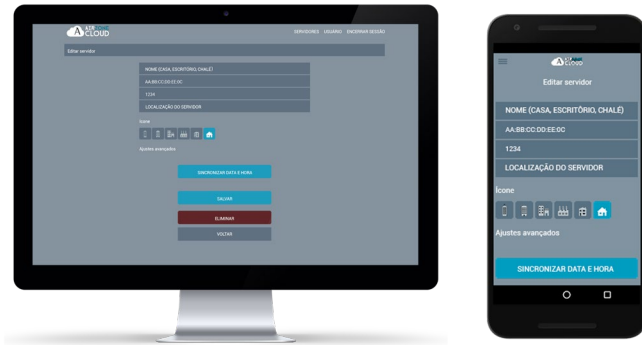 AIRZONE
CLOUD
SERVIDORES USUÁRIO ENCERRAR SESSÃO
Editar servidor
NOME (CASA, ESCRITÓRIO, CHALÉ)
AA:BB:CC:DD:EE:0C
1234
LOCALIZAÇÃO DO SERVIDOR
Ícone
Ajustes avançados
SINCRONIZAR DATA E HORA
SALVAR
ELIMINAR
VOLTAR
AIRZONE
CLOUD
Editar servidor
NOME (CASA, ESCRITÓRIO, CHALÉ)
AA:BB:CC:DD:EE:0C
1234
LOCALIZAÇÃO DO SERVIDOR
Ícone
Ajustes avançados
SINCRONIZAR DATA E HORA